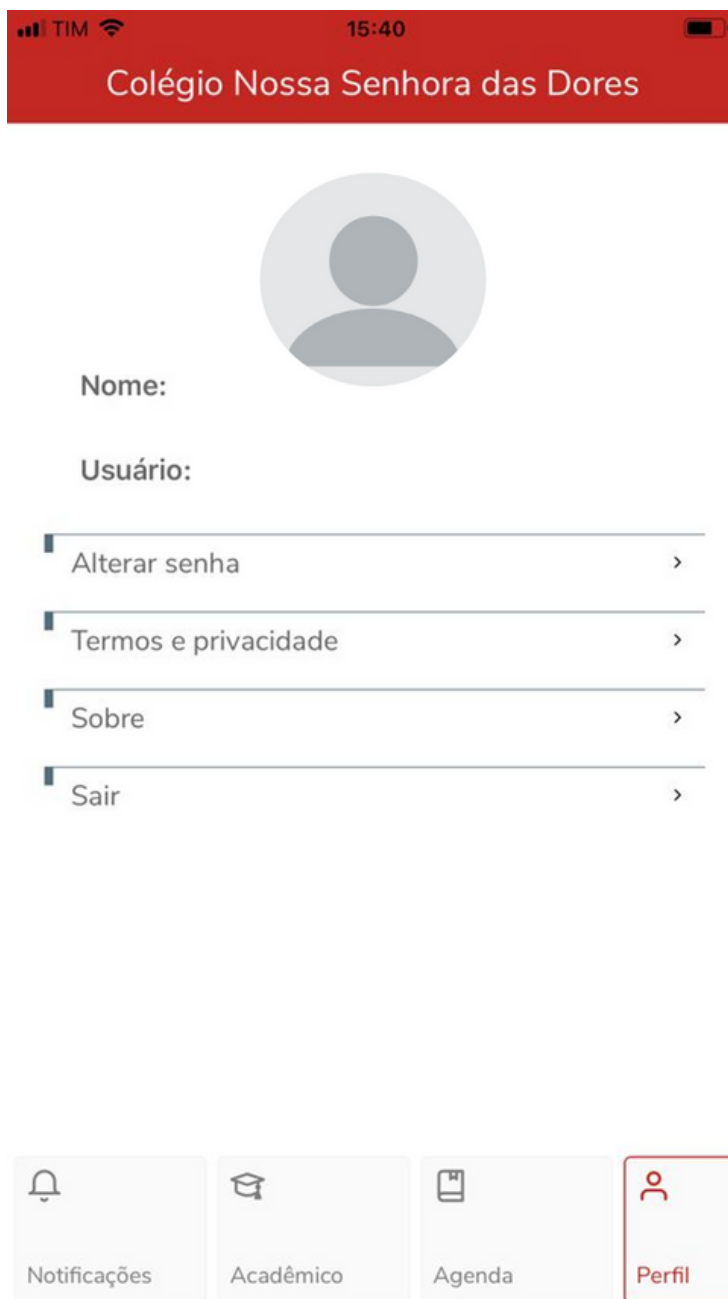 TIM 15:40
Colégio Nossa Senhora das Dores
Nome:
Usuário:
Alterar senha
Termos e privacidade
Sobre
Sair
Notificações Acadêmico Agenda Perfil